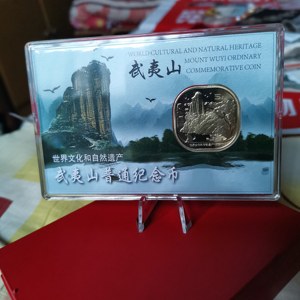 WORLD CULTURAL AND NATURAL HERITAGE
MOUNT WUYI ORDINARY
COMMEMORATIVE COIN
武夷山
世界文化和自然遗产
武夷山普通纪念币